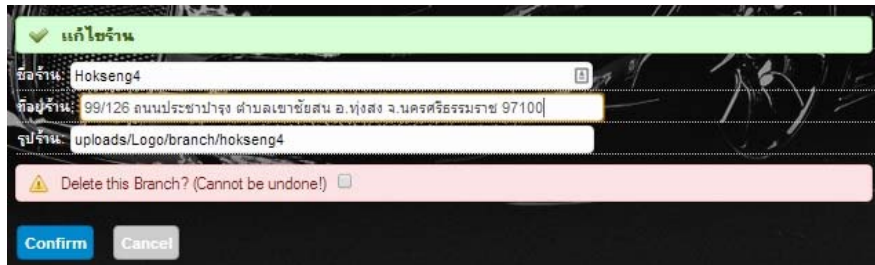 แก้ไขร้าน
ชื่อร้าน: Hokseng4
ที่อยู่ร้าน: 99/126 ถนนประชาบำรุง ตำบลเขาชัยสน อ.ทุ่งสง จ.นครศรีธรรมราช 97100
รูปร้าน: uploads/Logo/branch/hokseng4
Delete this Branch? (Cannot be undone!)
Confirm Cancel